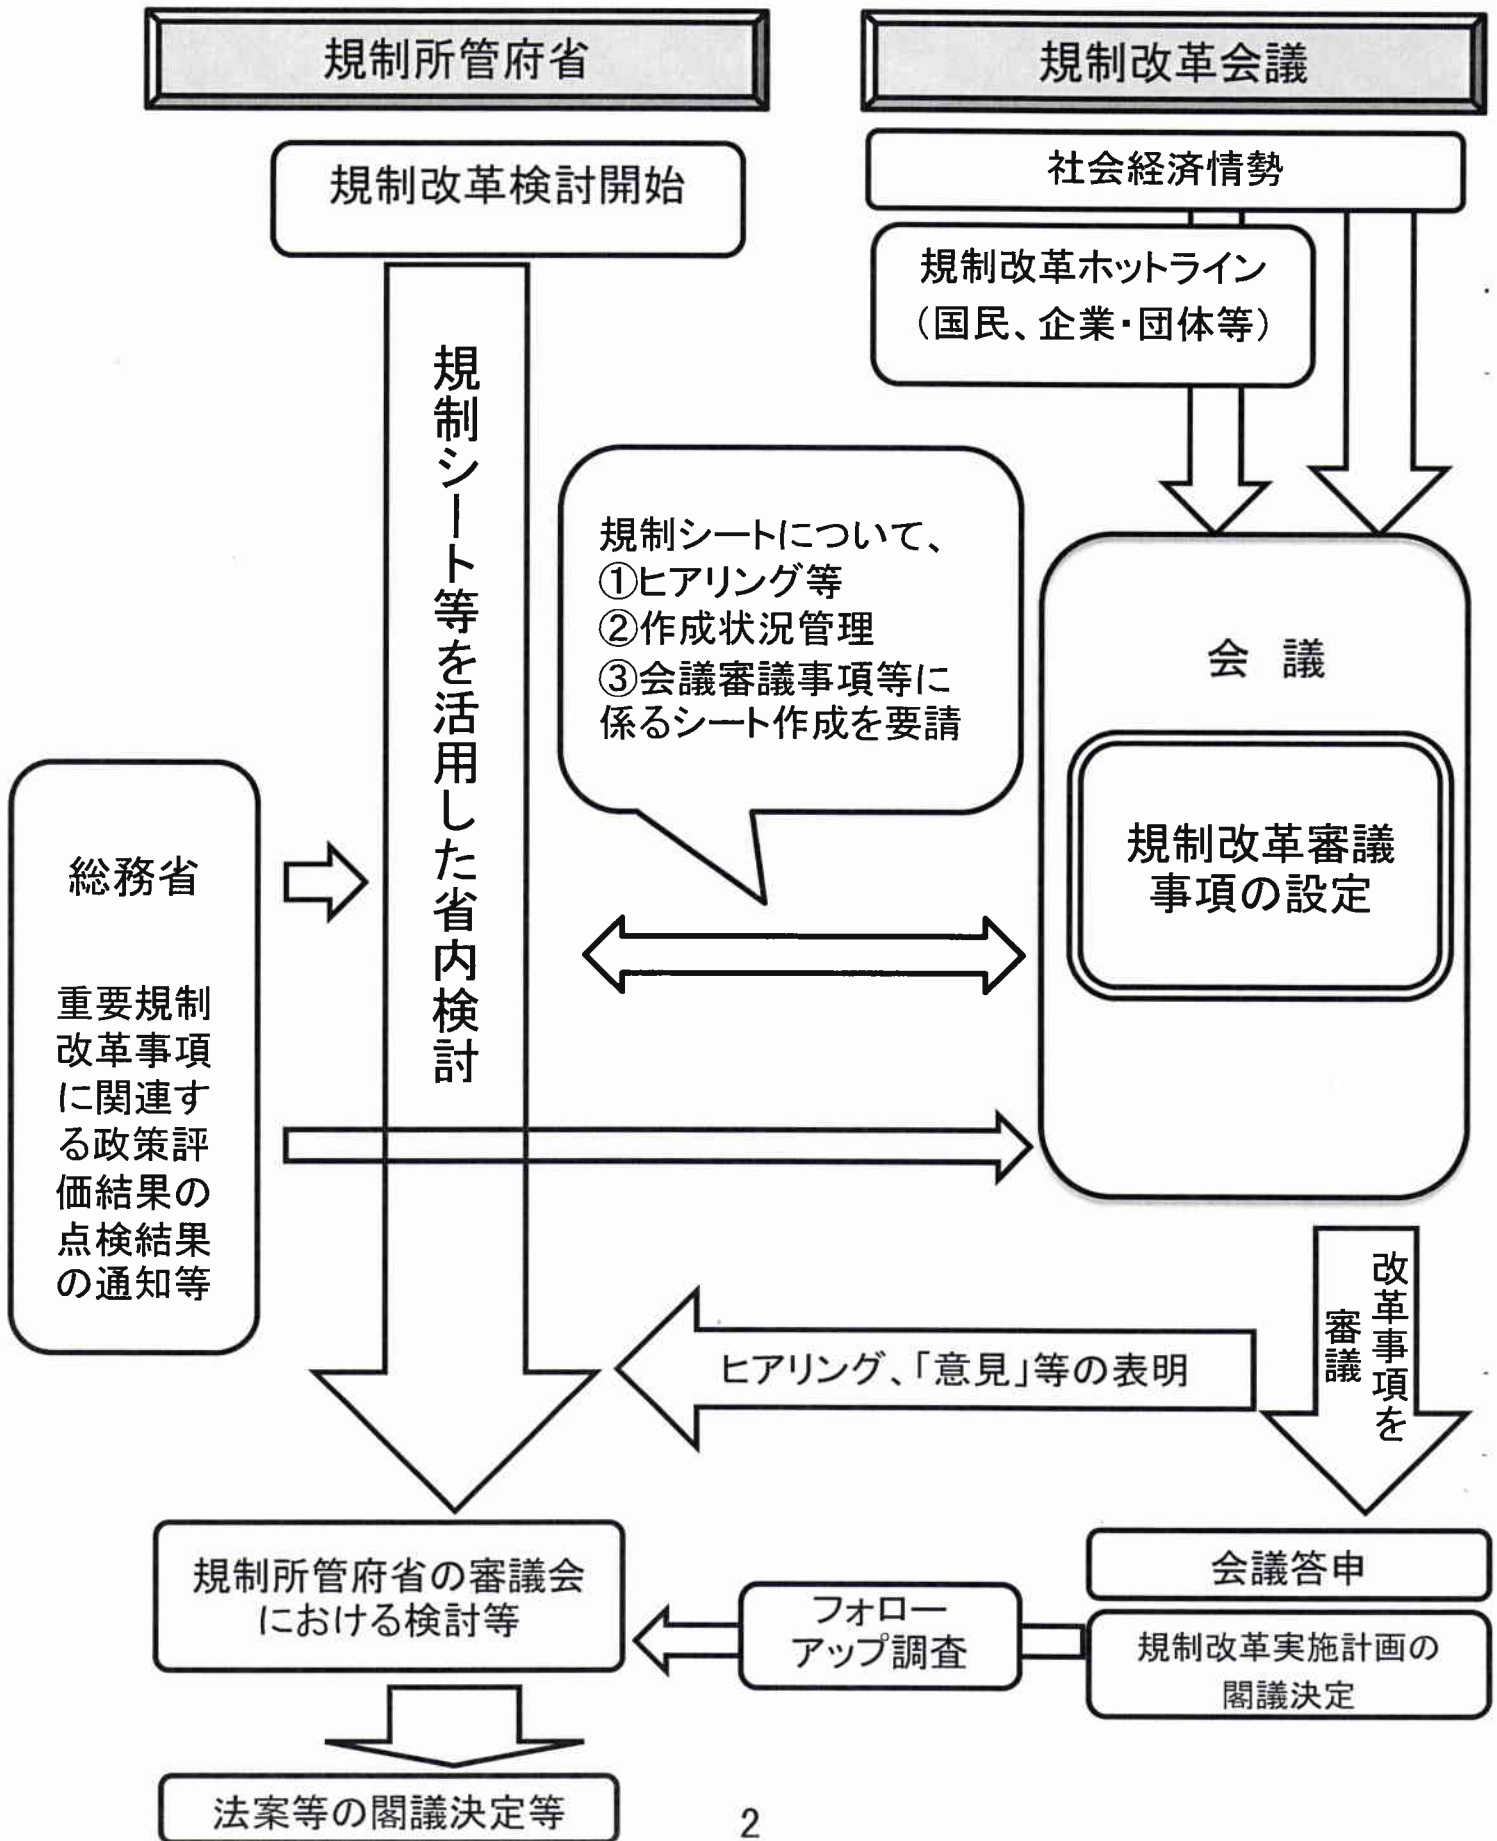 規制所管府省
規制改革会議
規制改革検討開始
社会経済情勢
規制改革ホットライン
(国民、企業・団体等)
規制シート等を活用した省内検討
規制シートについて、
①ヒアリング等
②作成状況管理
③会議審議事項等に
係るシート作成を要請
会 議
規制改革審議
事項の設定
総務省
重要規制
改革事項
に関連す
る政策評
価結果の
点検結果
の通知等
改革事項を
審議
ヒアリング、「意見」等の表明
規制所管府省の審議会
における検討等
フォロー
アップ調査
会議答申
規制改革実施計画の
閣議決定
法案等の閣議決定等
2